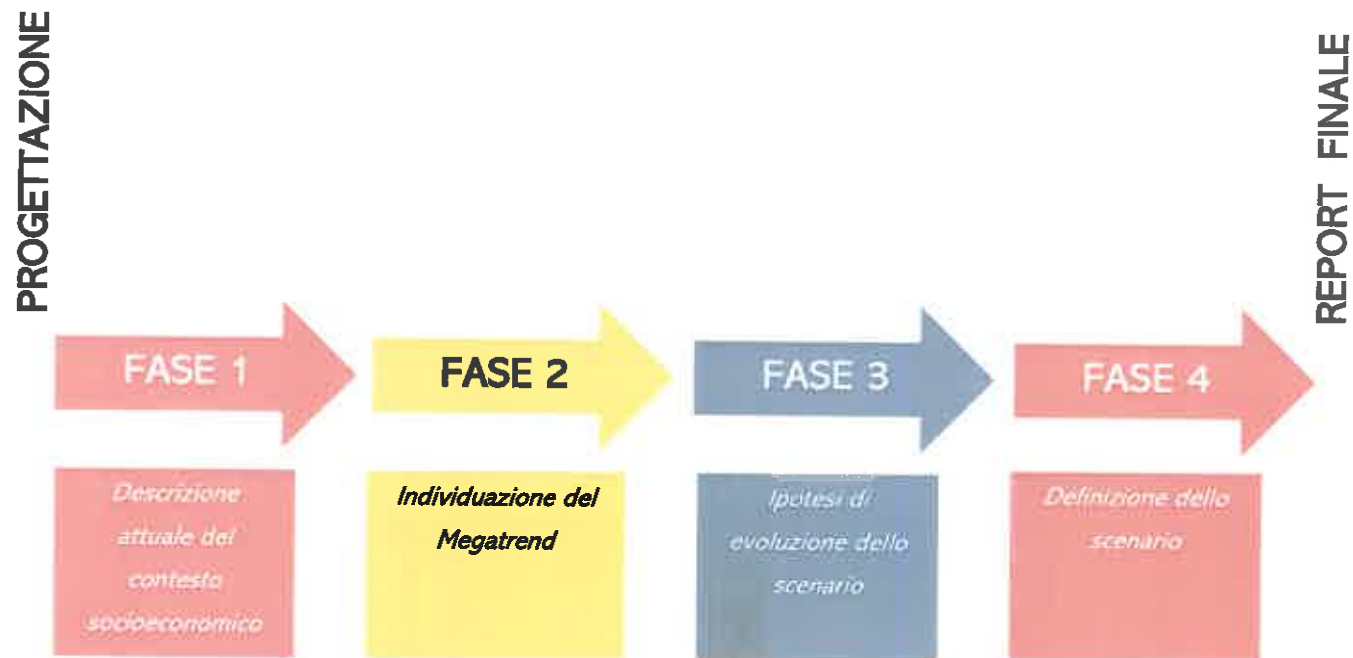 PROGETTAZIONE
FASE 1
Descrizione
attuale del
contesto
socioeconomico
FASE 2
Individuazione del
Megatrend
FASE 3
Ipotesi di
evoluzione dello
scenario
FASE 4
Definizione dello
scenario
REPORT FINALE